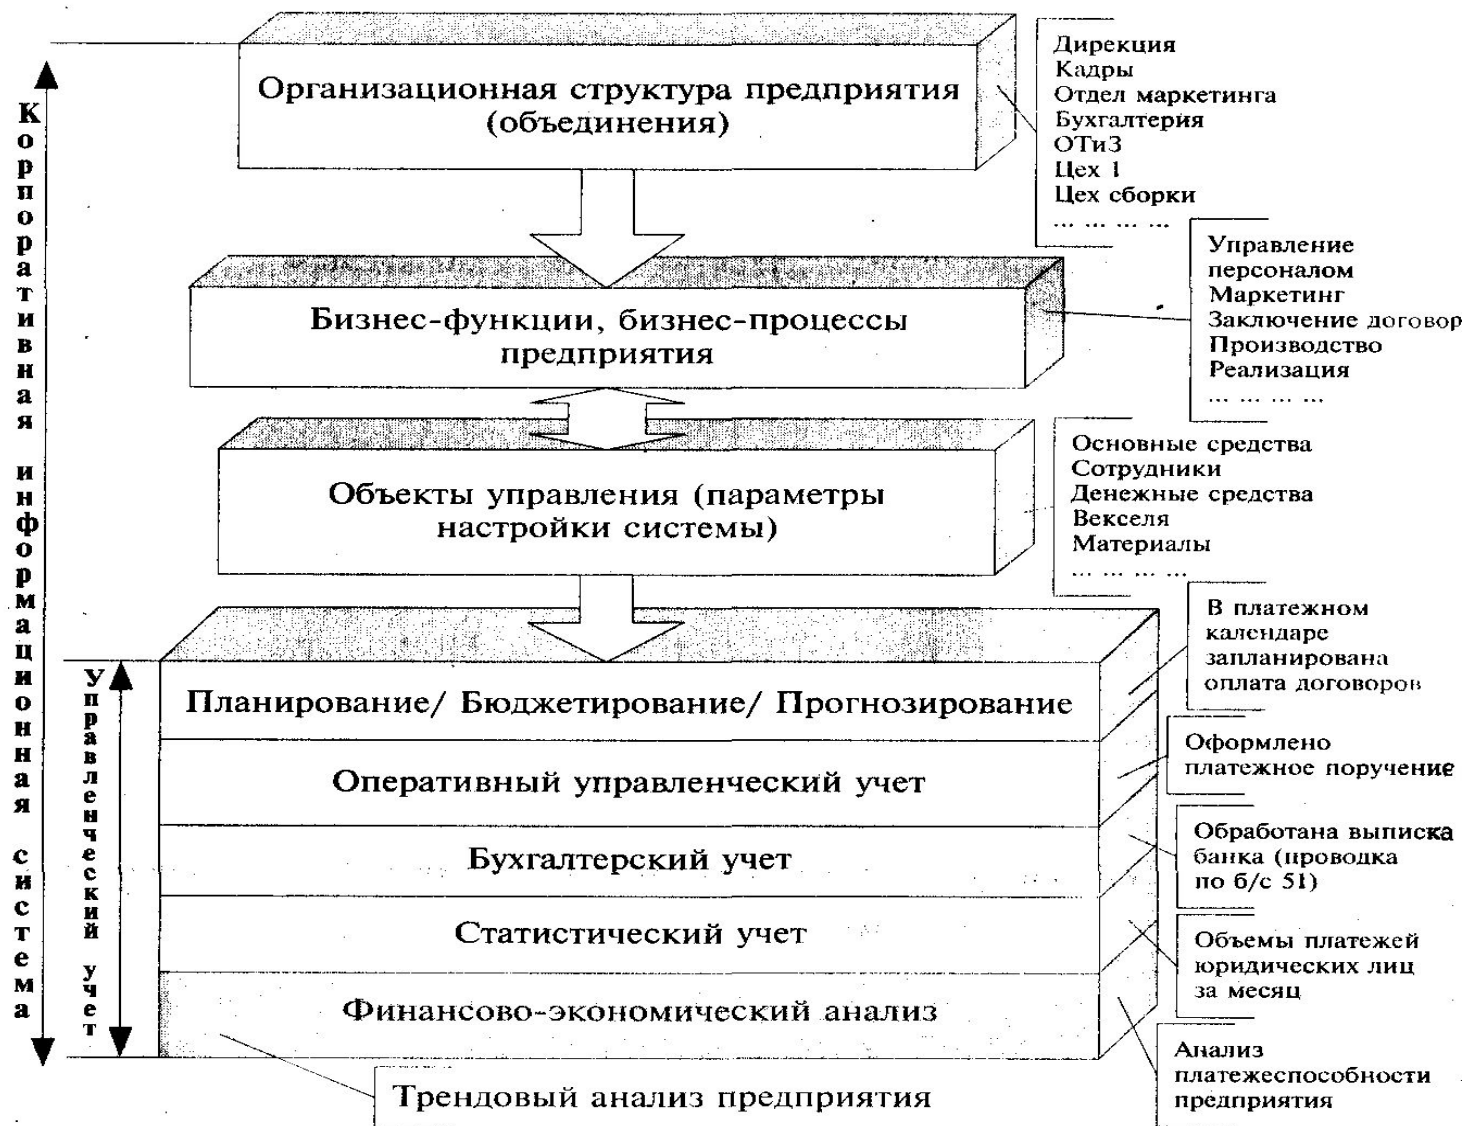 Корпоративная информационная система
Организационная структура предприятия
(объединения)
Дирекция
Кадры
Отдел маркетинга
Бухгалтерия
ОТиЗ
Цех 1
Цех сборки
... ... ... ...
Бизнес-функции, бизнес-процессы
предприятия
Управление
персоналом
Маркетинг
Заключение договор
Производство
Реализация
... ... ... ...
Объекты управления (параметры
настройки системы)
Основные средства
Сотрудники
Денежные средства
Векселя
Материалы
... ... ... ...
Управленческий учет
Планирование/ Бюджетирование/ Прогнозирование
В платежном
календаре
запланирована
оплата договоров
Оперативный управленческий учет
Оформлено
платежное поручение
Бухгалтерский учет
Обработана выписка
банка (проводка
по б/с 51)
Статистический учет
Объемы платежей
юридических лиц
за месяц
Финансово-экономический анализ
Анализ
платежеспособности
предприятия
Трендовый анализ предприятия